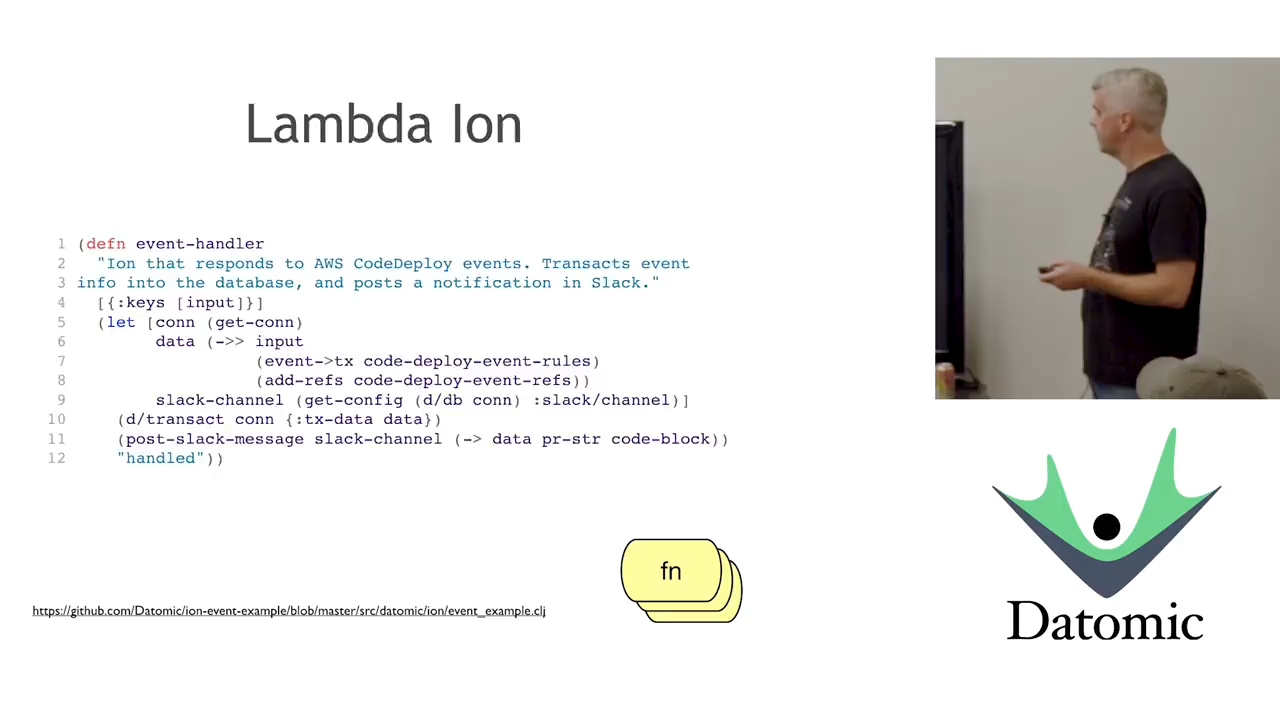 Lambda Ion
1 (defn event-handler
2 "Ion that responds to AWS CodeDeploy events. Transacts event
3 info into the database, and posts a notification in Slack."
4 [{:keys [input]}]
5 (let [conn (get-conn)
6 data (->> input
7 (event->tx code-deploy-event-rules)
8 (add-refs code-deploy-event-refs))
9 slack-channel (get-config (d/db conn) :slack/channel)]
10 (d/transact conn {:tx-data data})
11 (post-slack-message slack-channel (-> data pr-str code-block))
12 "handled"))
fn
https://github.com/Datomic/ion-event-example/blob/master/src/datomic/ion/event_example.clj
Datomic